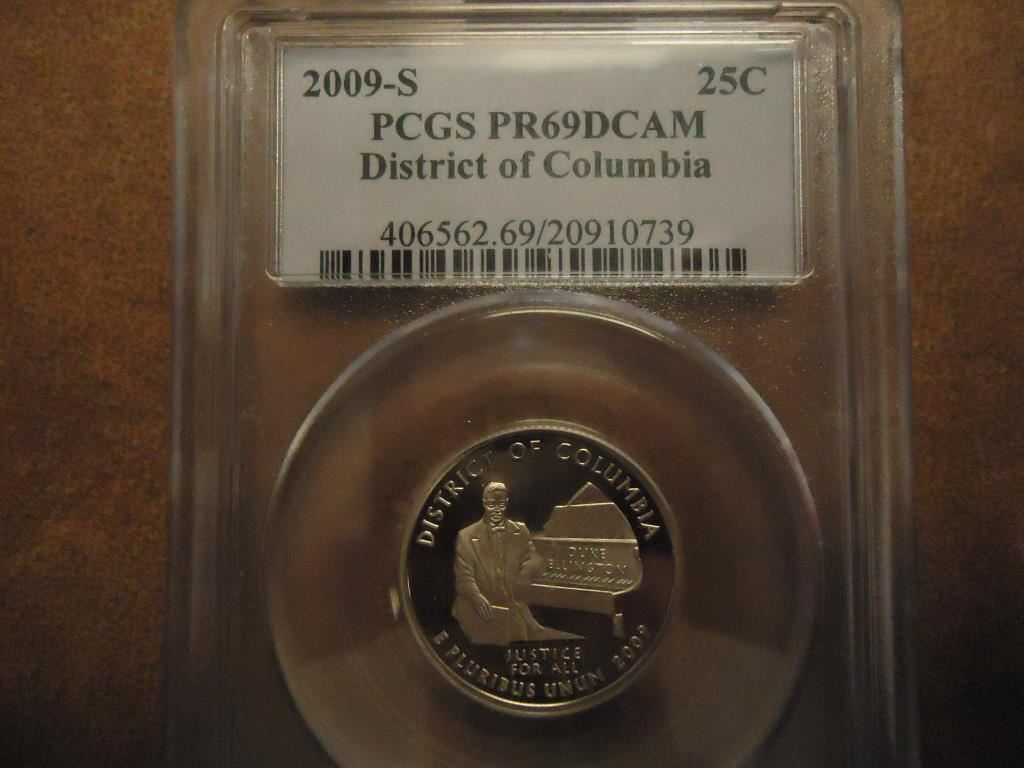 2009-S 25C
PCGS PR69DCAM
District of Columbia
406562.69/20910739
DISTRICT OF COLUMBIA
DUKE
ELLINGTON
JUSTICE
FOR ALL
E PLURIBUS UNUM 2009